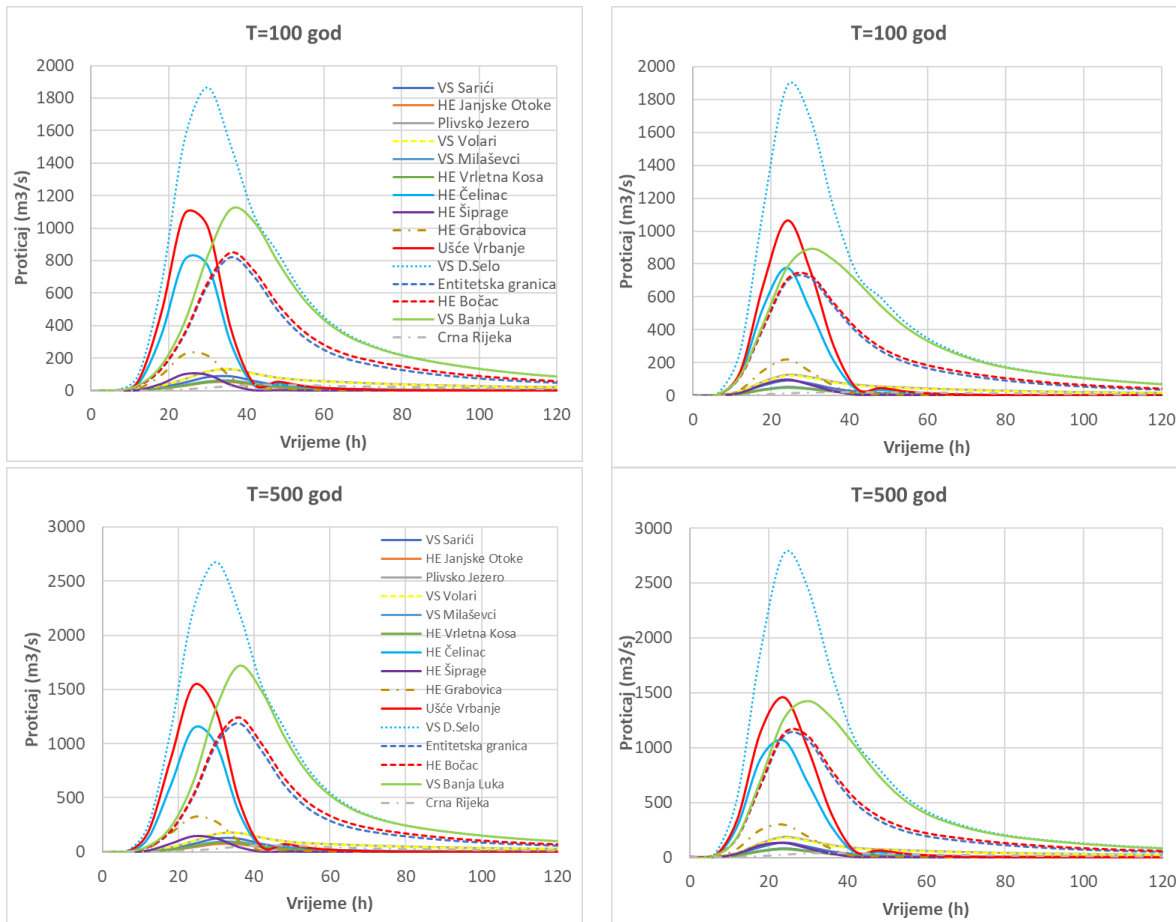 T=100 god
Proticaj (m3/s)
2000
1800
1600
1400
1200
1000
800
600
400
200
0
0 20 40 60 80 100 120
Vrijeme (h)
VS Sarići
HE Janjske Otoke
Plivsko Jezero
VS Volari
VS Milaševci
HE Vrletna Kosa
HE Čelinac
HE Šiprage
HE Grabovica
Ušće Vrbanje
VS D.Selo
Entitetska granica
HE Bočac
VS Banja Luka
Crna Rijeka
T=100 god
Proticaj (m3/s)
2000
1800
1600
1400
1200
1000
800
600
400
200
0
0 20 40 60 80 100 120
Vrijeme (h)
T=500 god
Proticaj (m3/s)
3000
2500
2000
1500
1000
500
0
0 20 40 60 80 100 120
Vrijeme (h)
VS Sarići
HE Janjske Otoke
Plivsko Jezero
VS Volari
VS Milaševci
HE Vrletna Kosa
HE Čelinac
HE Šiprage
HE Grabovica
Ušće Vrbanje
VS D.Selo
Entitetska granica
HE Bočac
VS Banja Luka
Crna Rijeka
T=500 god
Proticaj (m3/s)
3000
2500
2000
1500
1000
500
0
0 20 40 60 80 100 120
Vrijeme (h)